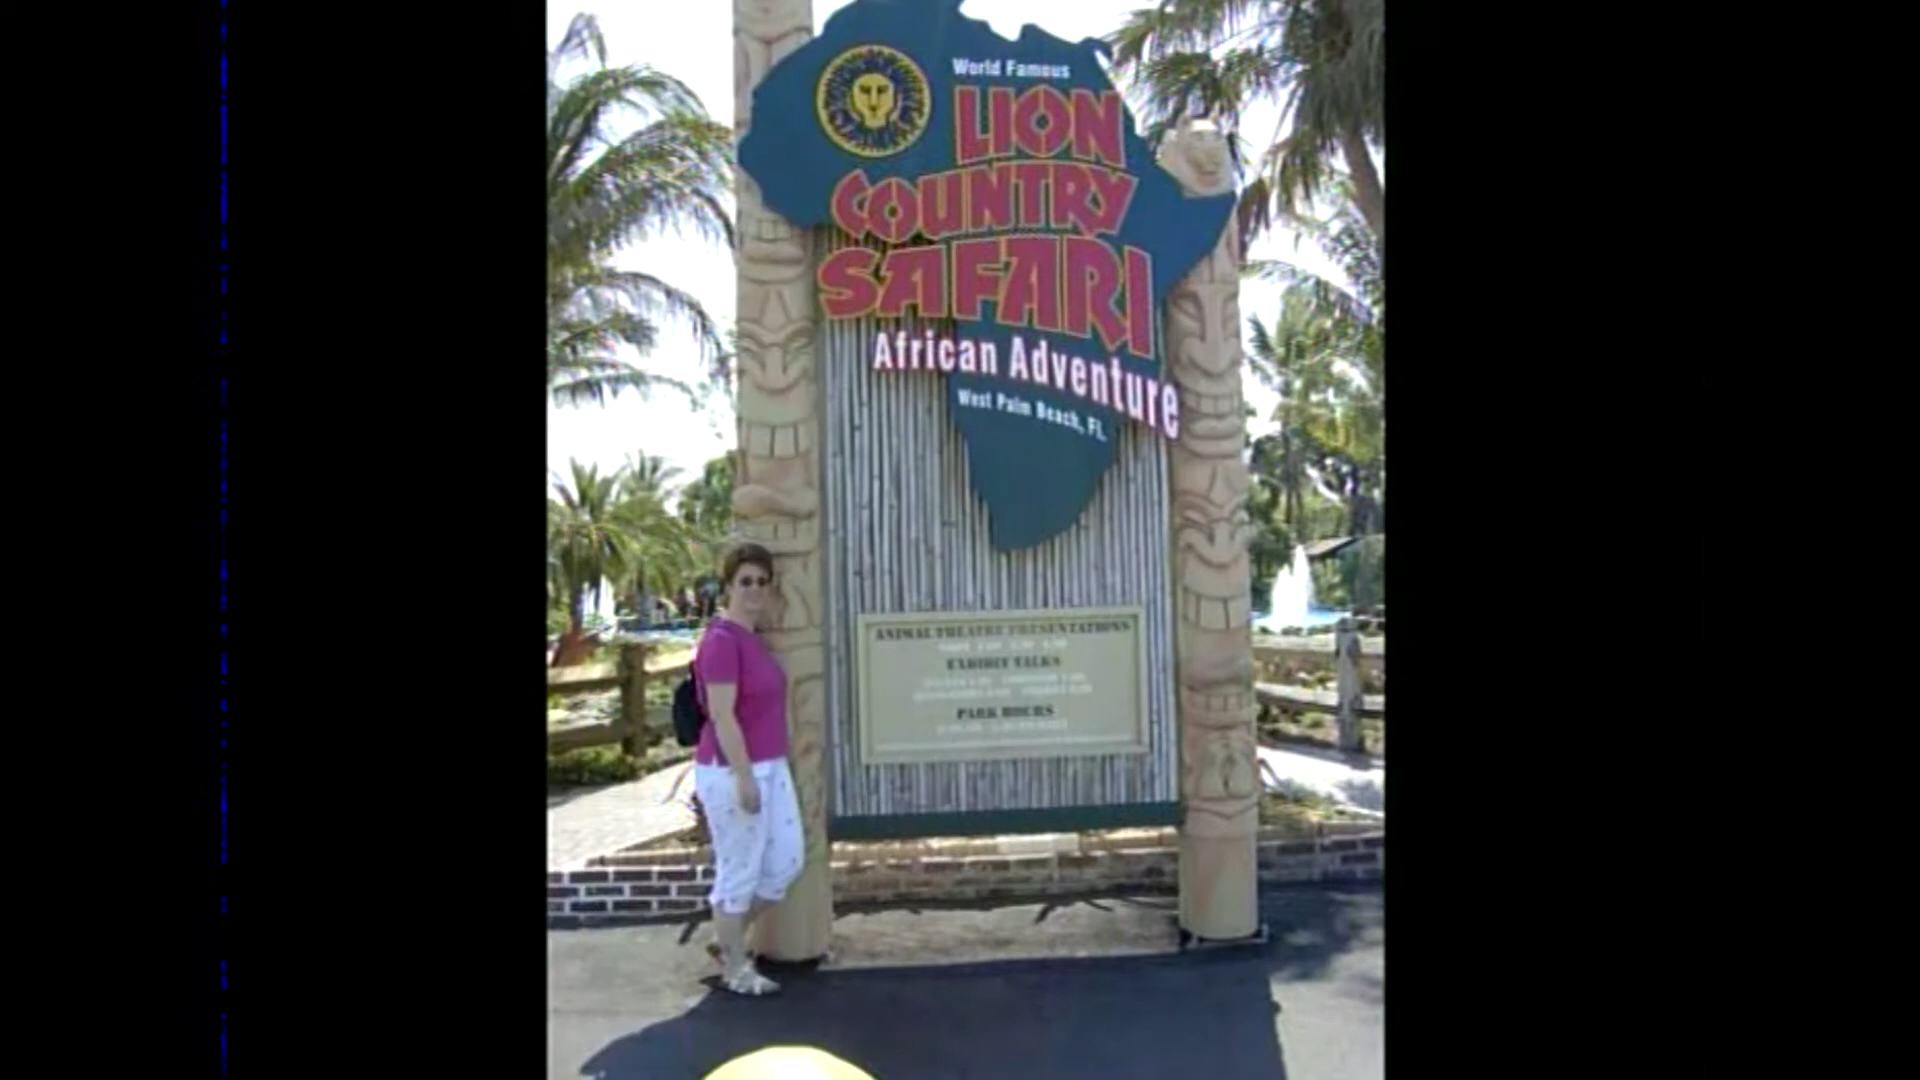 World Famous
LION
COUNTRY
SAFARI
African Adventure
West Palm Beach, FL
ANIMAL THEATRE PRESENTATIONS
EXHIBIT TALKS
PARK HOURS